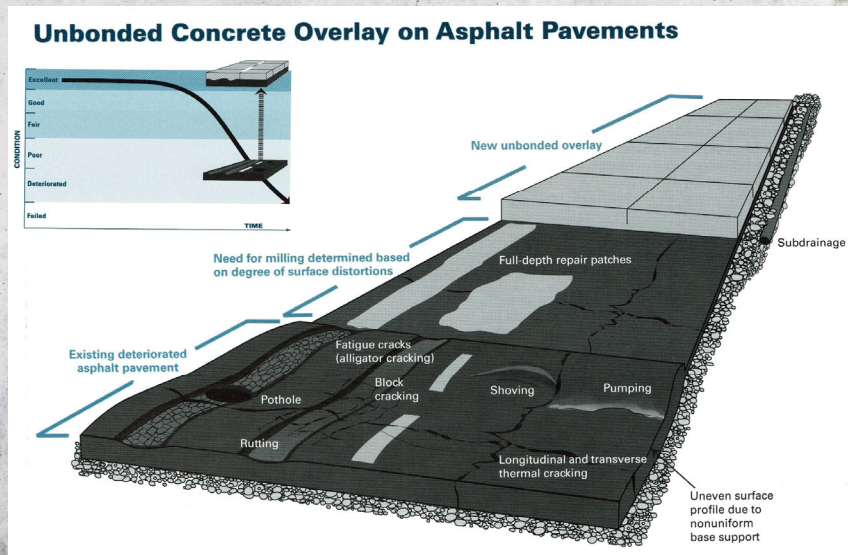 Unbonded Concrete Overlay on Asphalt Pavements
Excellent
Good
Fair
Poor
Deteriorated
Failed
CONDITION
TIME
New unbonded overlay
Subdrainage
Need for milling determined based
on degree of surface distortions
Full-depth repair patches
Existing deteriorated
asphalt pavement
Fatigue cracks
(alligator cracking)
Block
cracking
Shoving
Pumping
Pothole
Rutting
Longitudinal and transverse
thermal cracking
Uneven surface
profile due to
nonuniform
base support